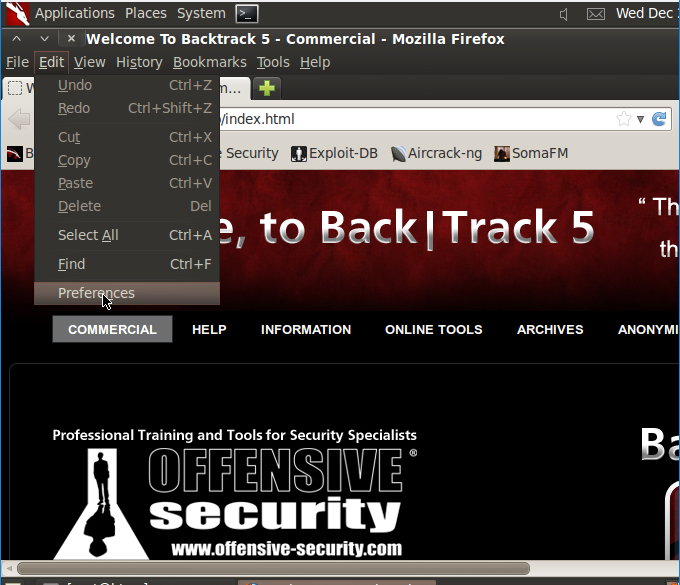 Applications Places System Wed Dec
Welcome To Backtrack 5 - Commercial - Mozilla Firefox
File Edit View History Bookmarks Tools Help
Undo Ctrl+Z
m...
Redo Ctrl+Shift+Z
/index.html
Cut Ctrl+X
Copy Ctrl+C
B Security Exploit-DB Aircrack-ng SomaFM
Paste Ctrl+V
Delete Del
Select All Ctrl+A
e, to Back|Track 5
“ Th
th
Find Ctrl+F
Preferences
COMMERCIAL HELP INFORMATION ONLINE TOOLS ARCHIVES ANONYMI
Professional Training and Tools for Security Specialists
Ba
OFFENSIVE®
security
www.offensive-security.com